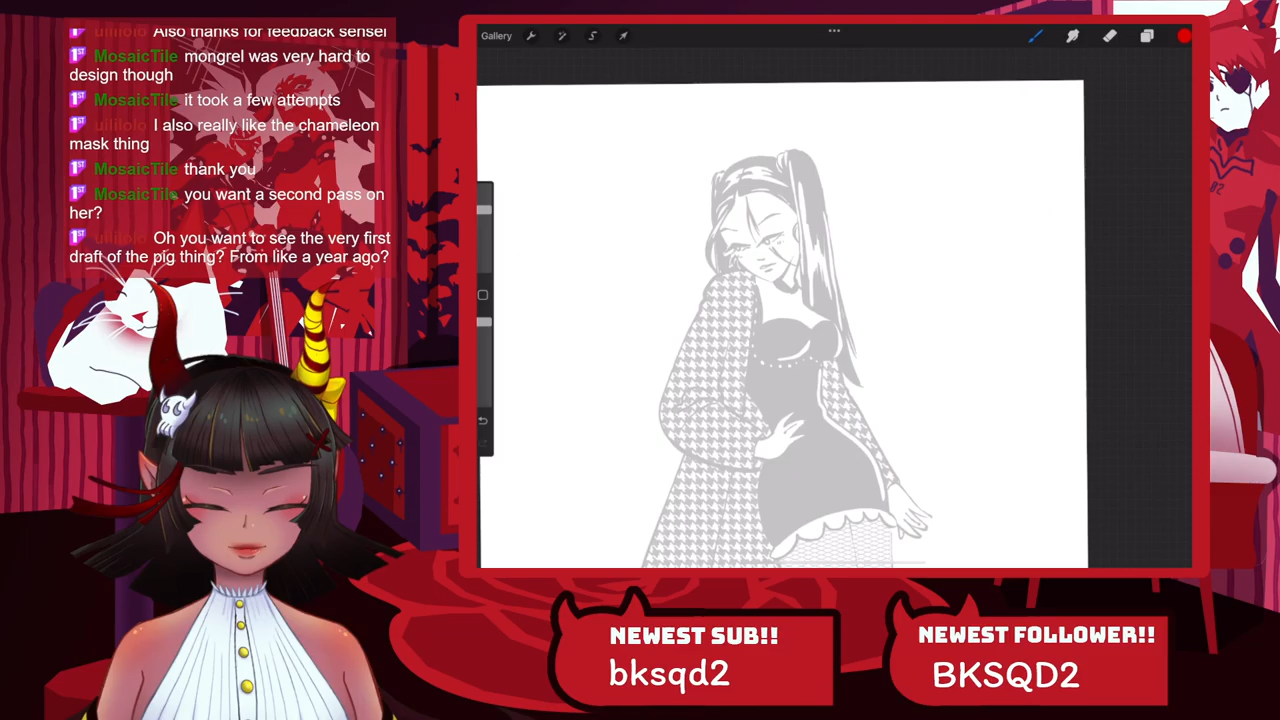 Also thanks for feedback sensei
MosaicTile mongrel was very hard to
design though
MosaicTile it took a few attempts
I also really like the chameleon
mask thing
MosaicTile thank you
MosaicTile you want a second pass on
her?
Oh you want to see the very first
draft of the pig thing? From like a year ago?
Gallery
NEWEST SUB!!
bksqd2
NEWEST FOLLOWER!!
BKSQD2